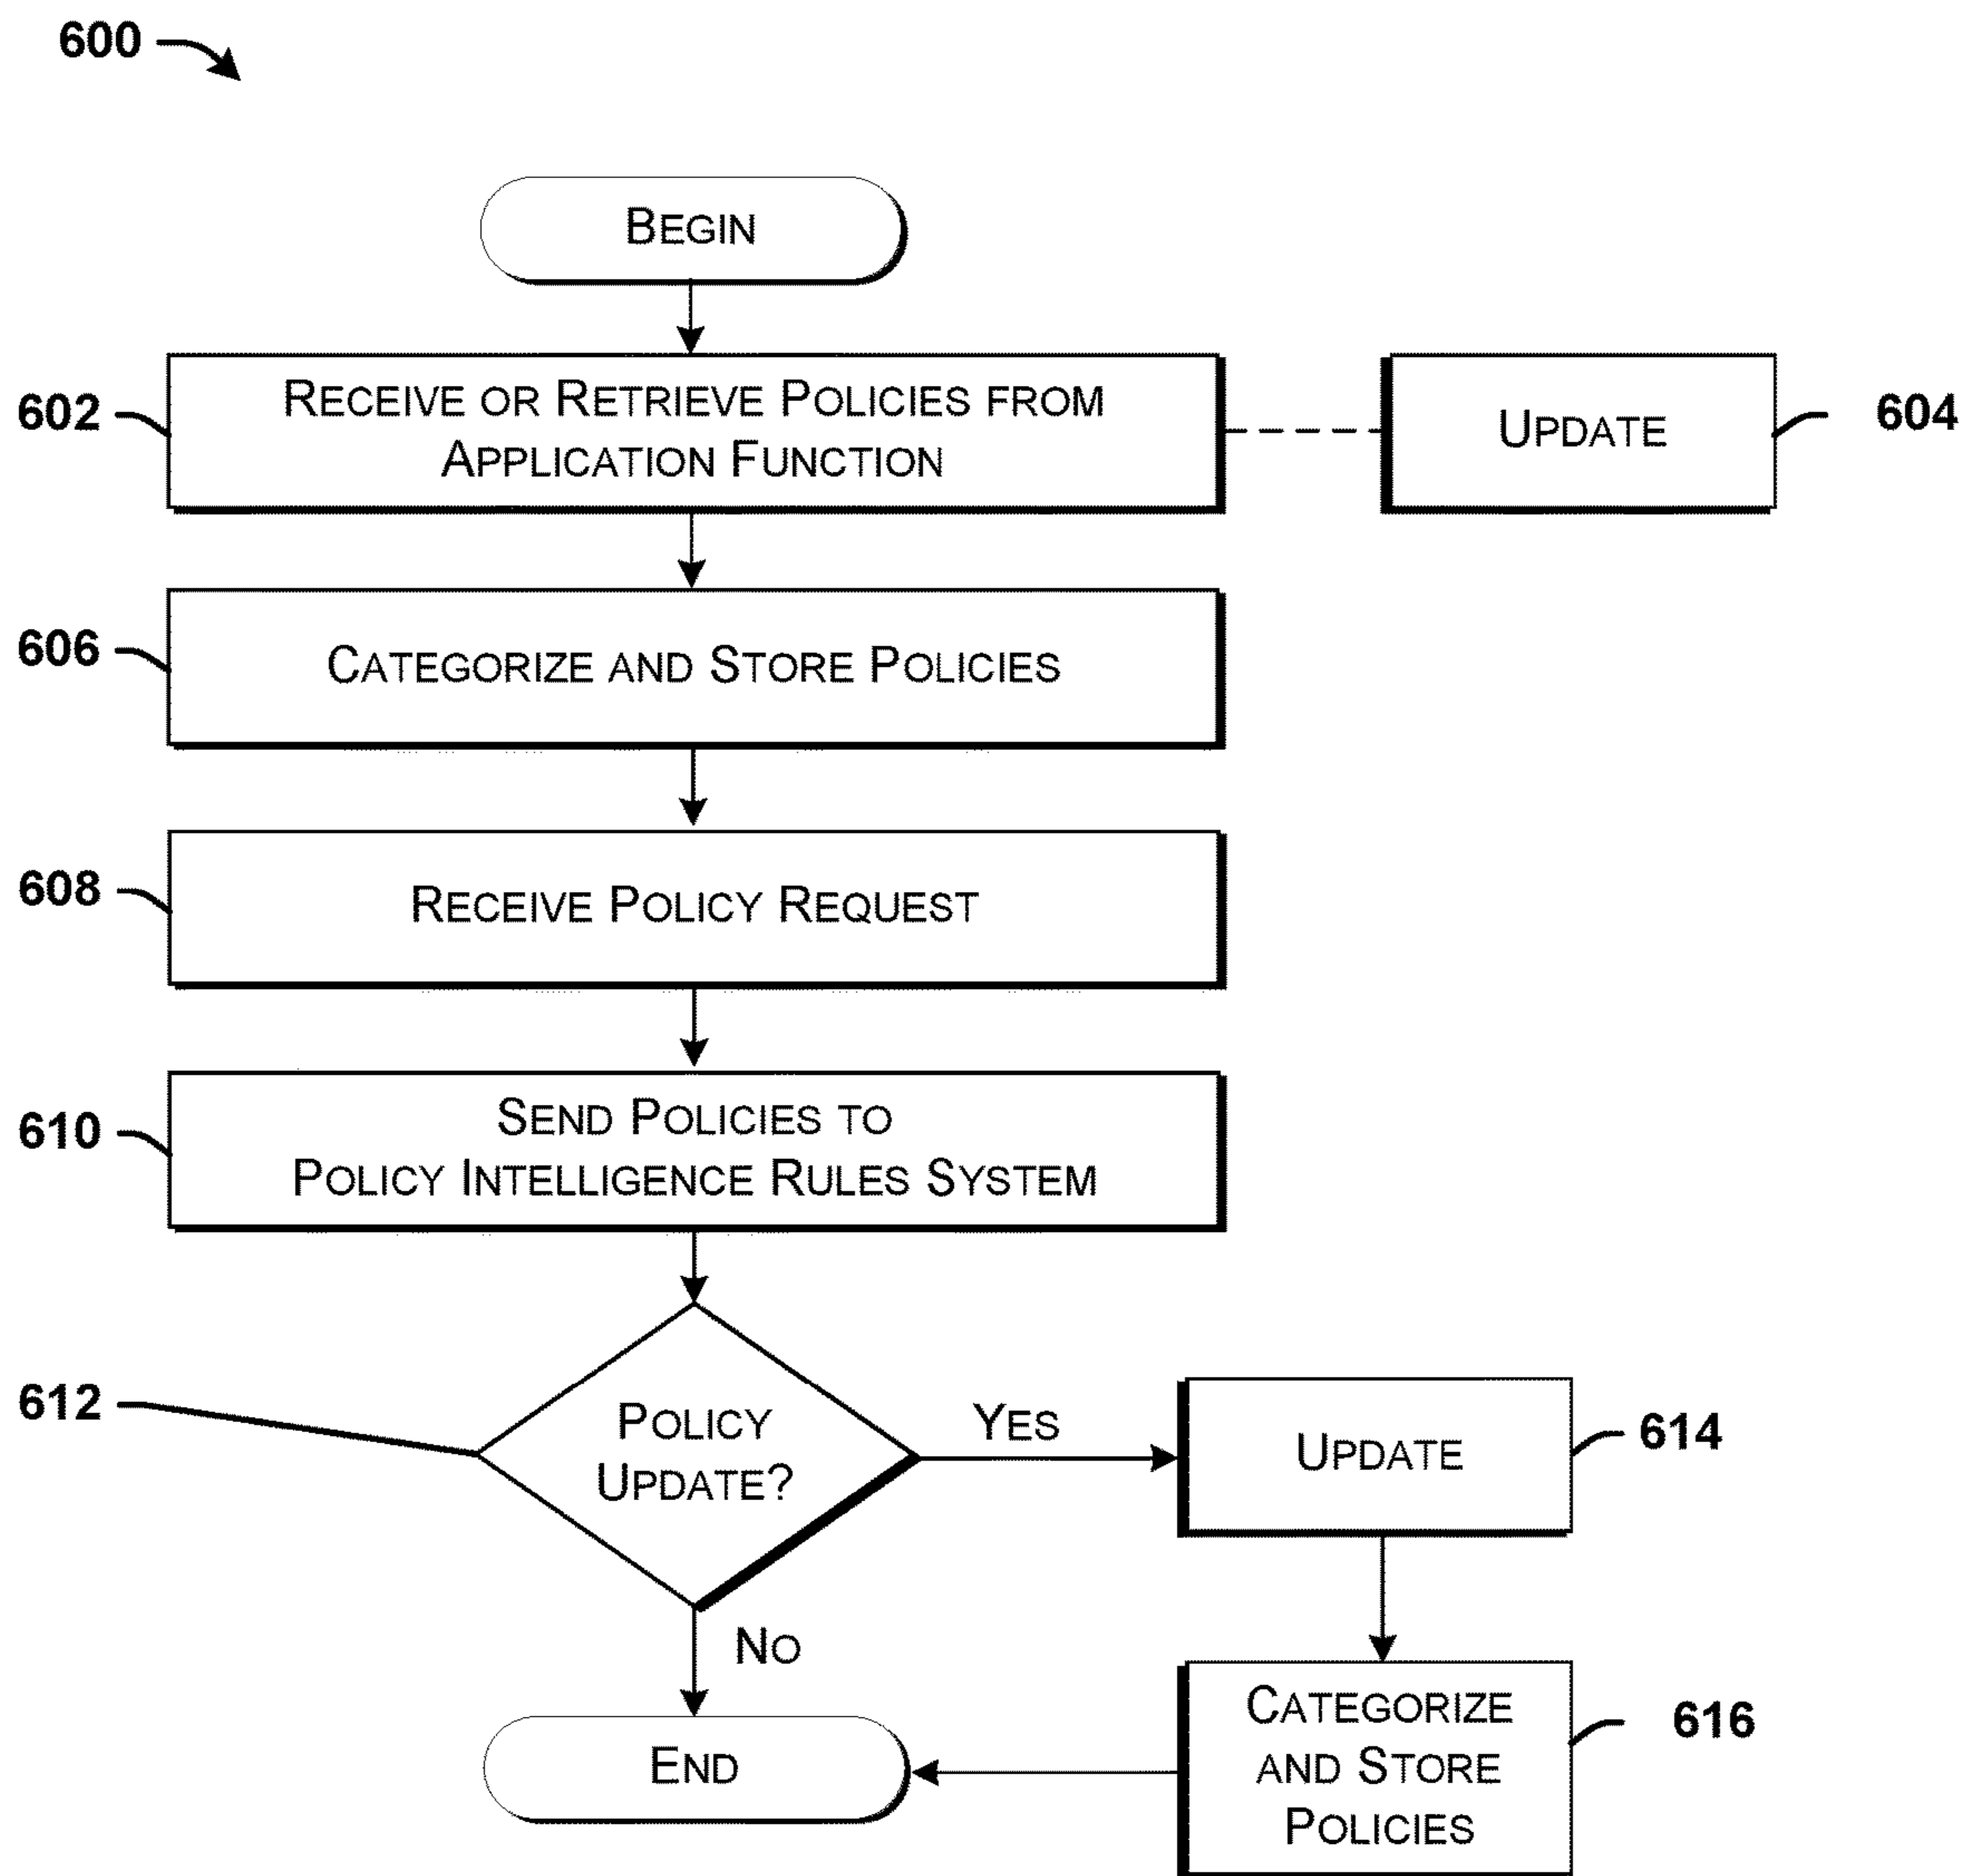 600
BEGIN
602
RECEIVE OR RETRIEVE POLICIES FROM
APPLICATION FUNCTION
UPDATE
604
606
CATEGORIZE AND STORE POLICIES
608
RECEIVE POLICY REQUEST
610
SEND POLICIES TO
POLICY INTELLIGENCE RULES SYSTEM
612
POLICY
UPDATE?
YES
UPDATE
614
NO
END
CATEGORIZE
AND STORE
POLICIES
616